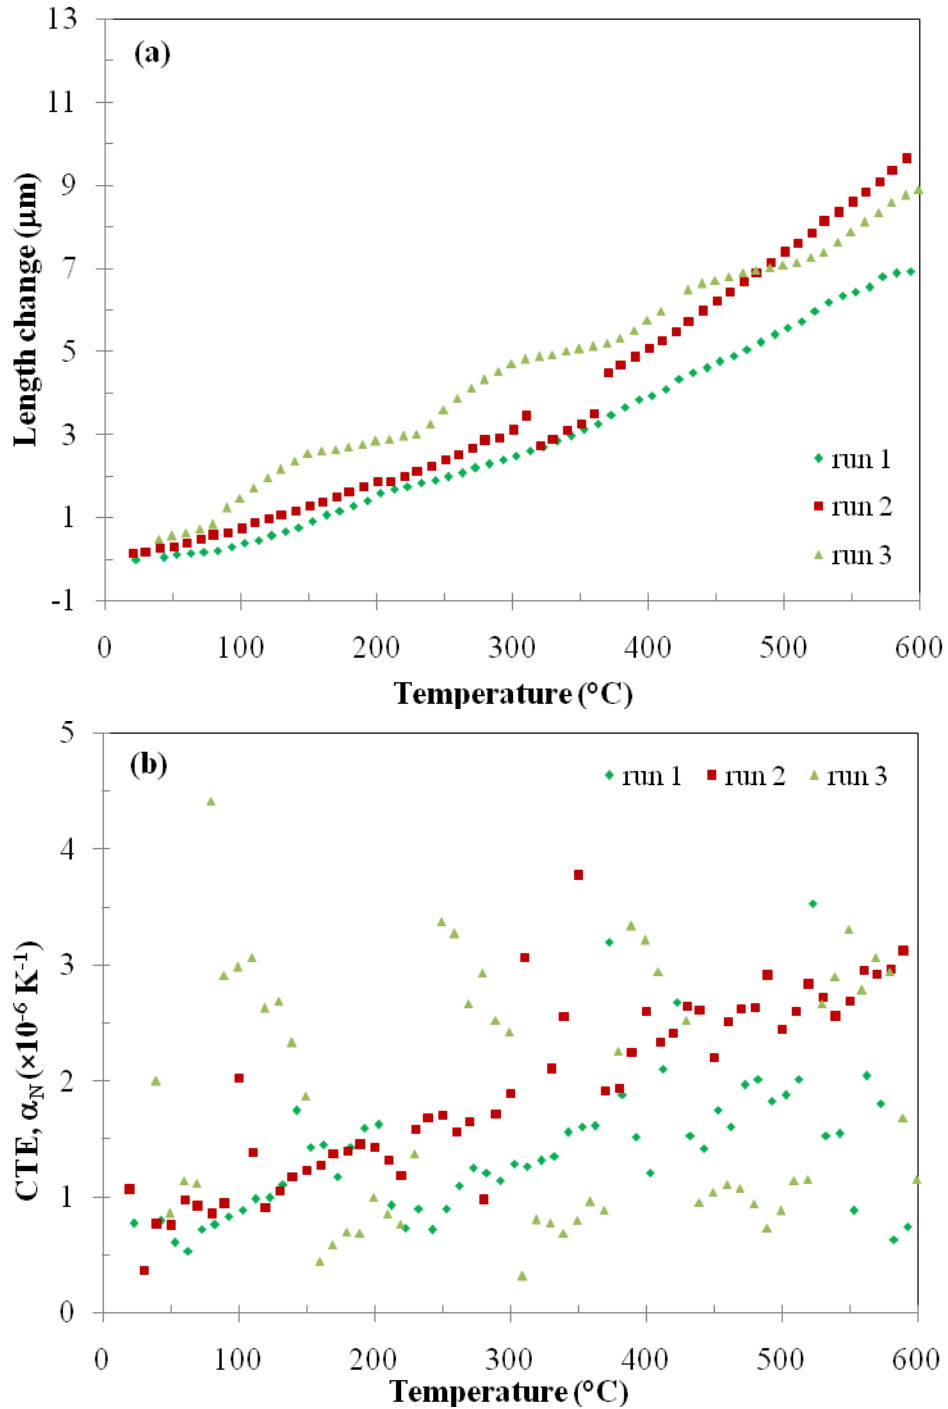 (a)
Length change (µm)
13
11
9
7
5
3
1
-1
run 1
run 2
run 3
0 100 200 300 400 500 600
Temperature (°C)
(b)
run 1 run 2 run 3
CTE, αN (×10⁻⁶ K⁻¹)
5
4
3
2
1
0
0 100 200 300 400 500 600
Temperature (°C)